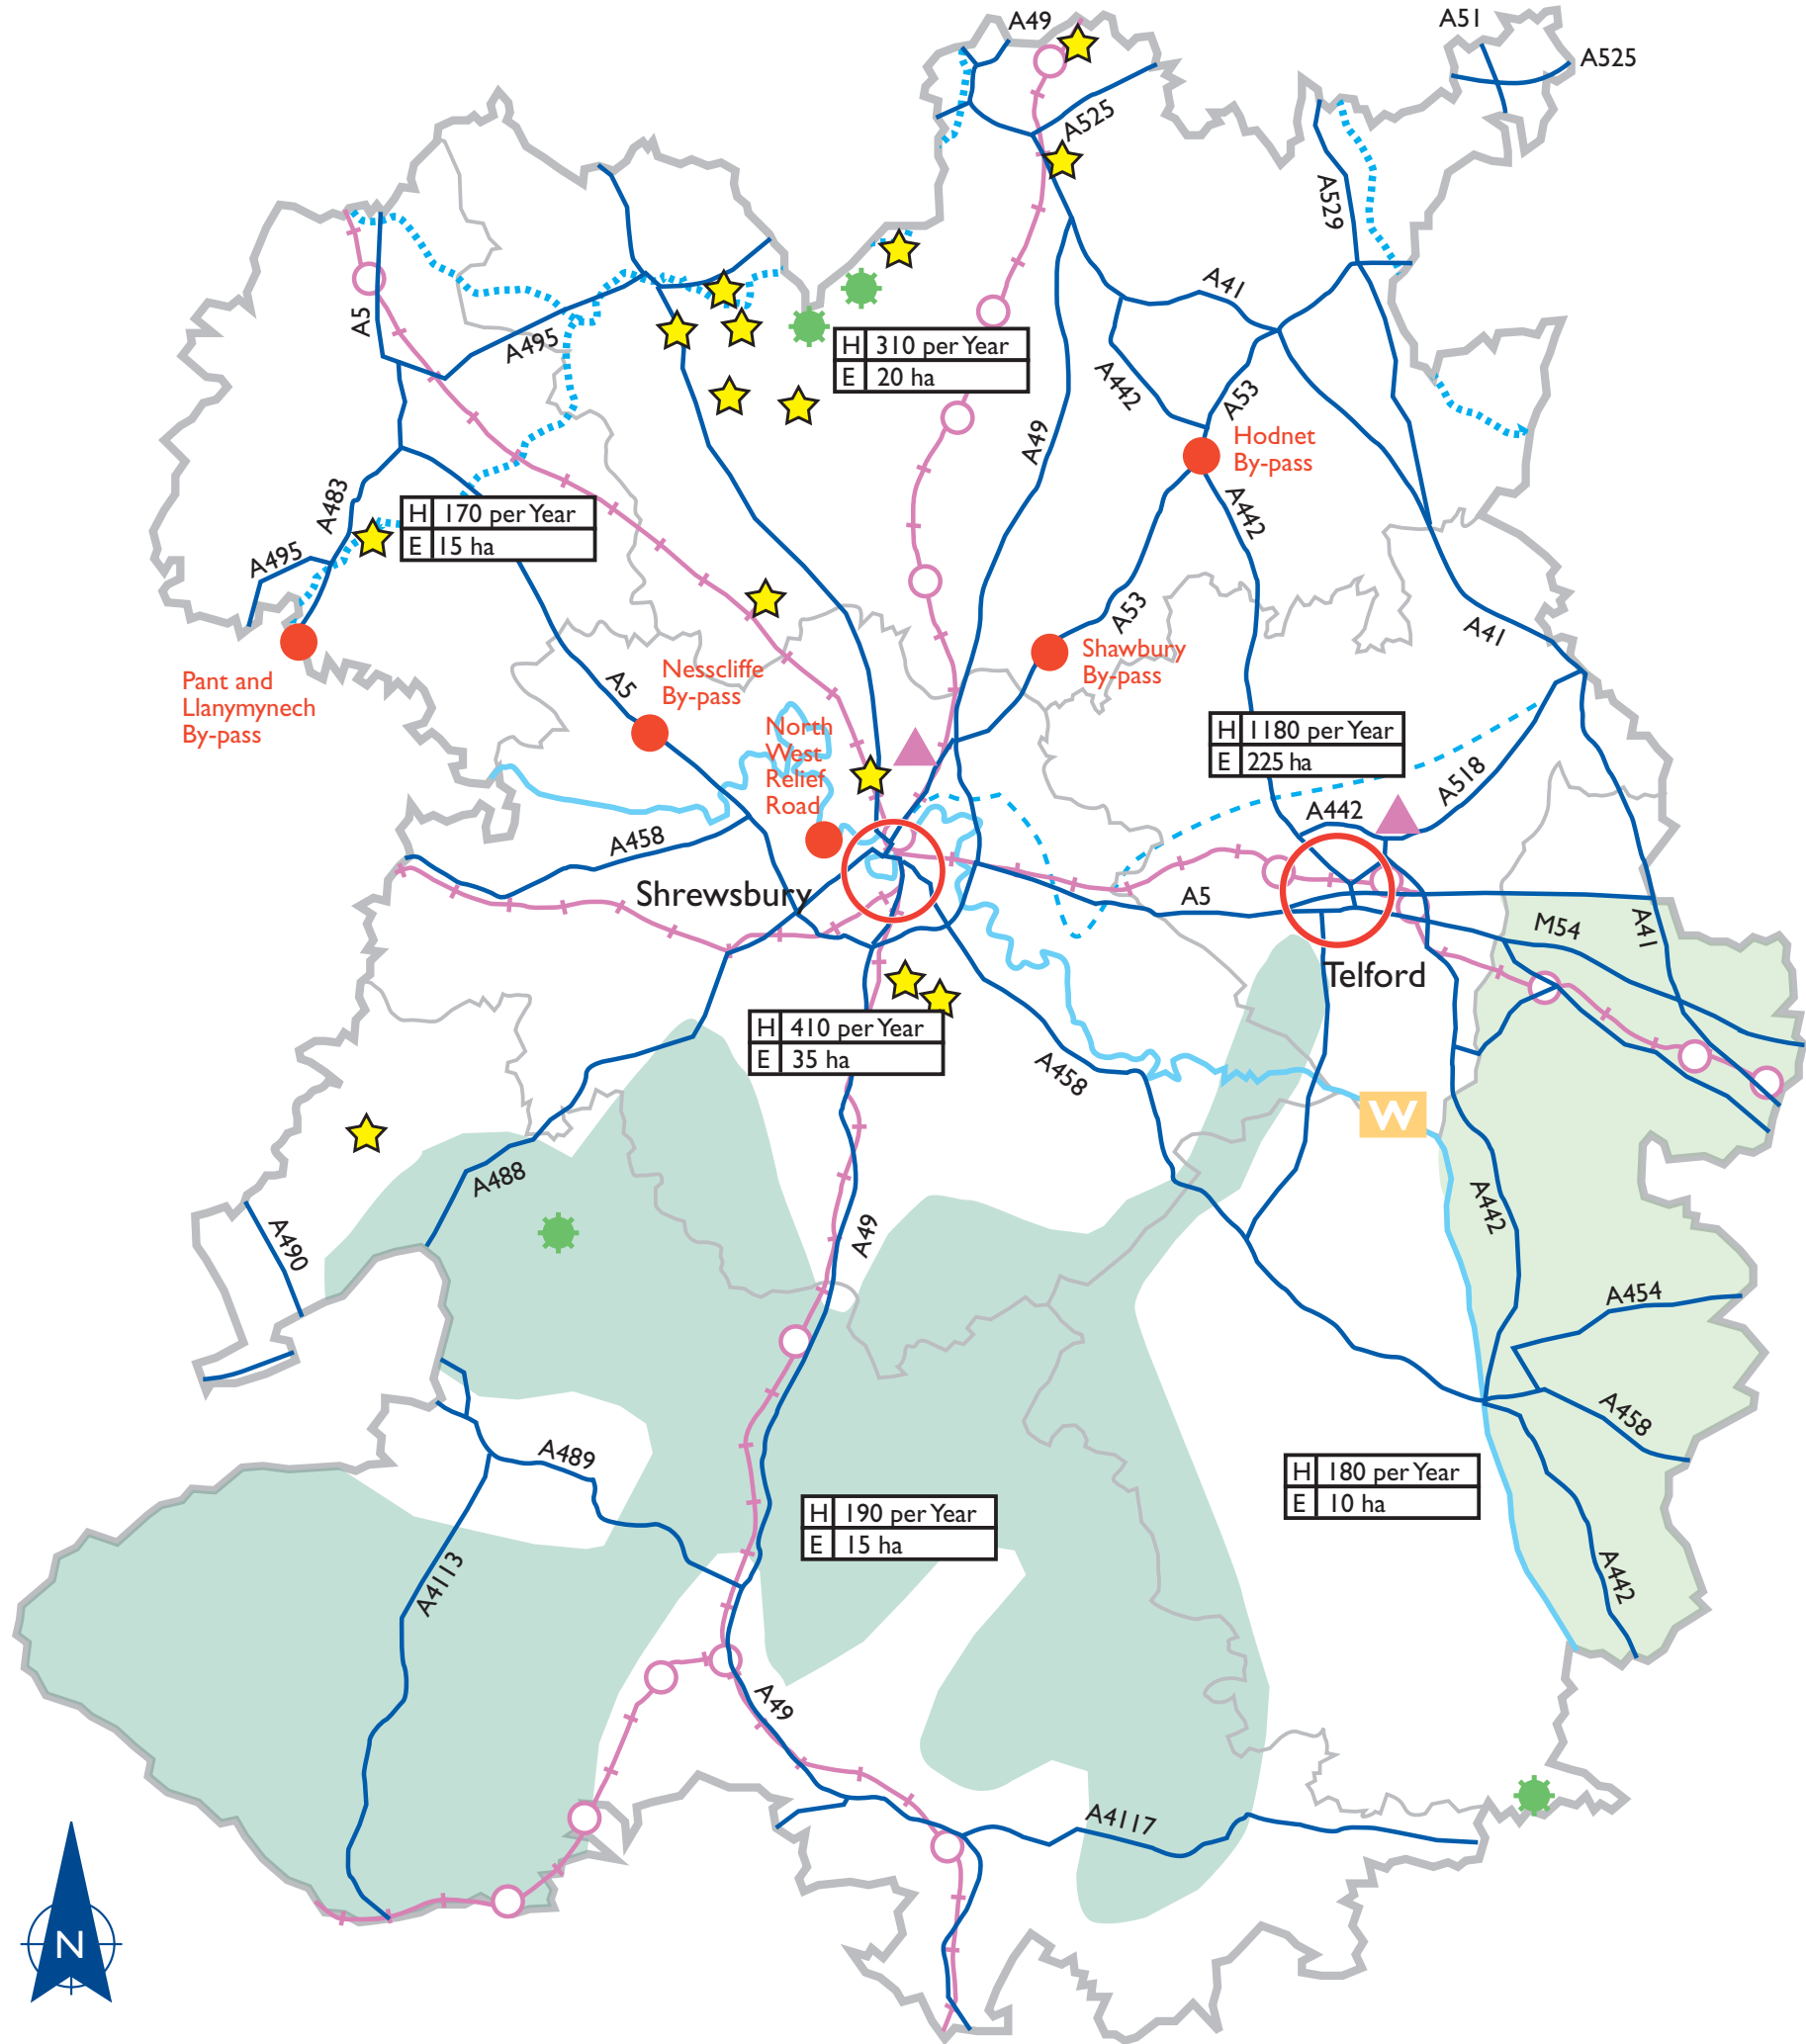 A49
A51
A525
A525
A529
A41
A5
A495
H 310 per Year
E 20 ha
A442
A53
A49
Hodnet
By-pass
A483
H 170 per Year
E 15 ha
A442
A495
A53
A41
Shawbury
By-pass
Pant and
Llanymynech
By-pass
A5
Nesscliffe
By-pass
North
West
Relief
Road
H 1180 per Year
E 225 ha
A518
A442
A458
Shrewsbury
A5
M54
A41
Telford
H 410 per Year
E 35 ha
A458
W
A488
A490
A49
A442
A454
A458
A489
H 180 per Year
E 10 ha
H 190 per Year
E 15 ha
A4113
A442
A49
A4117
N